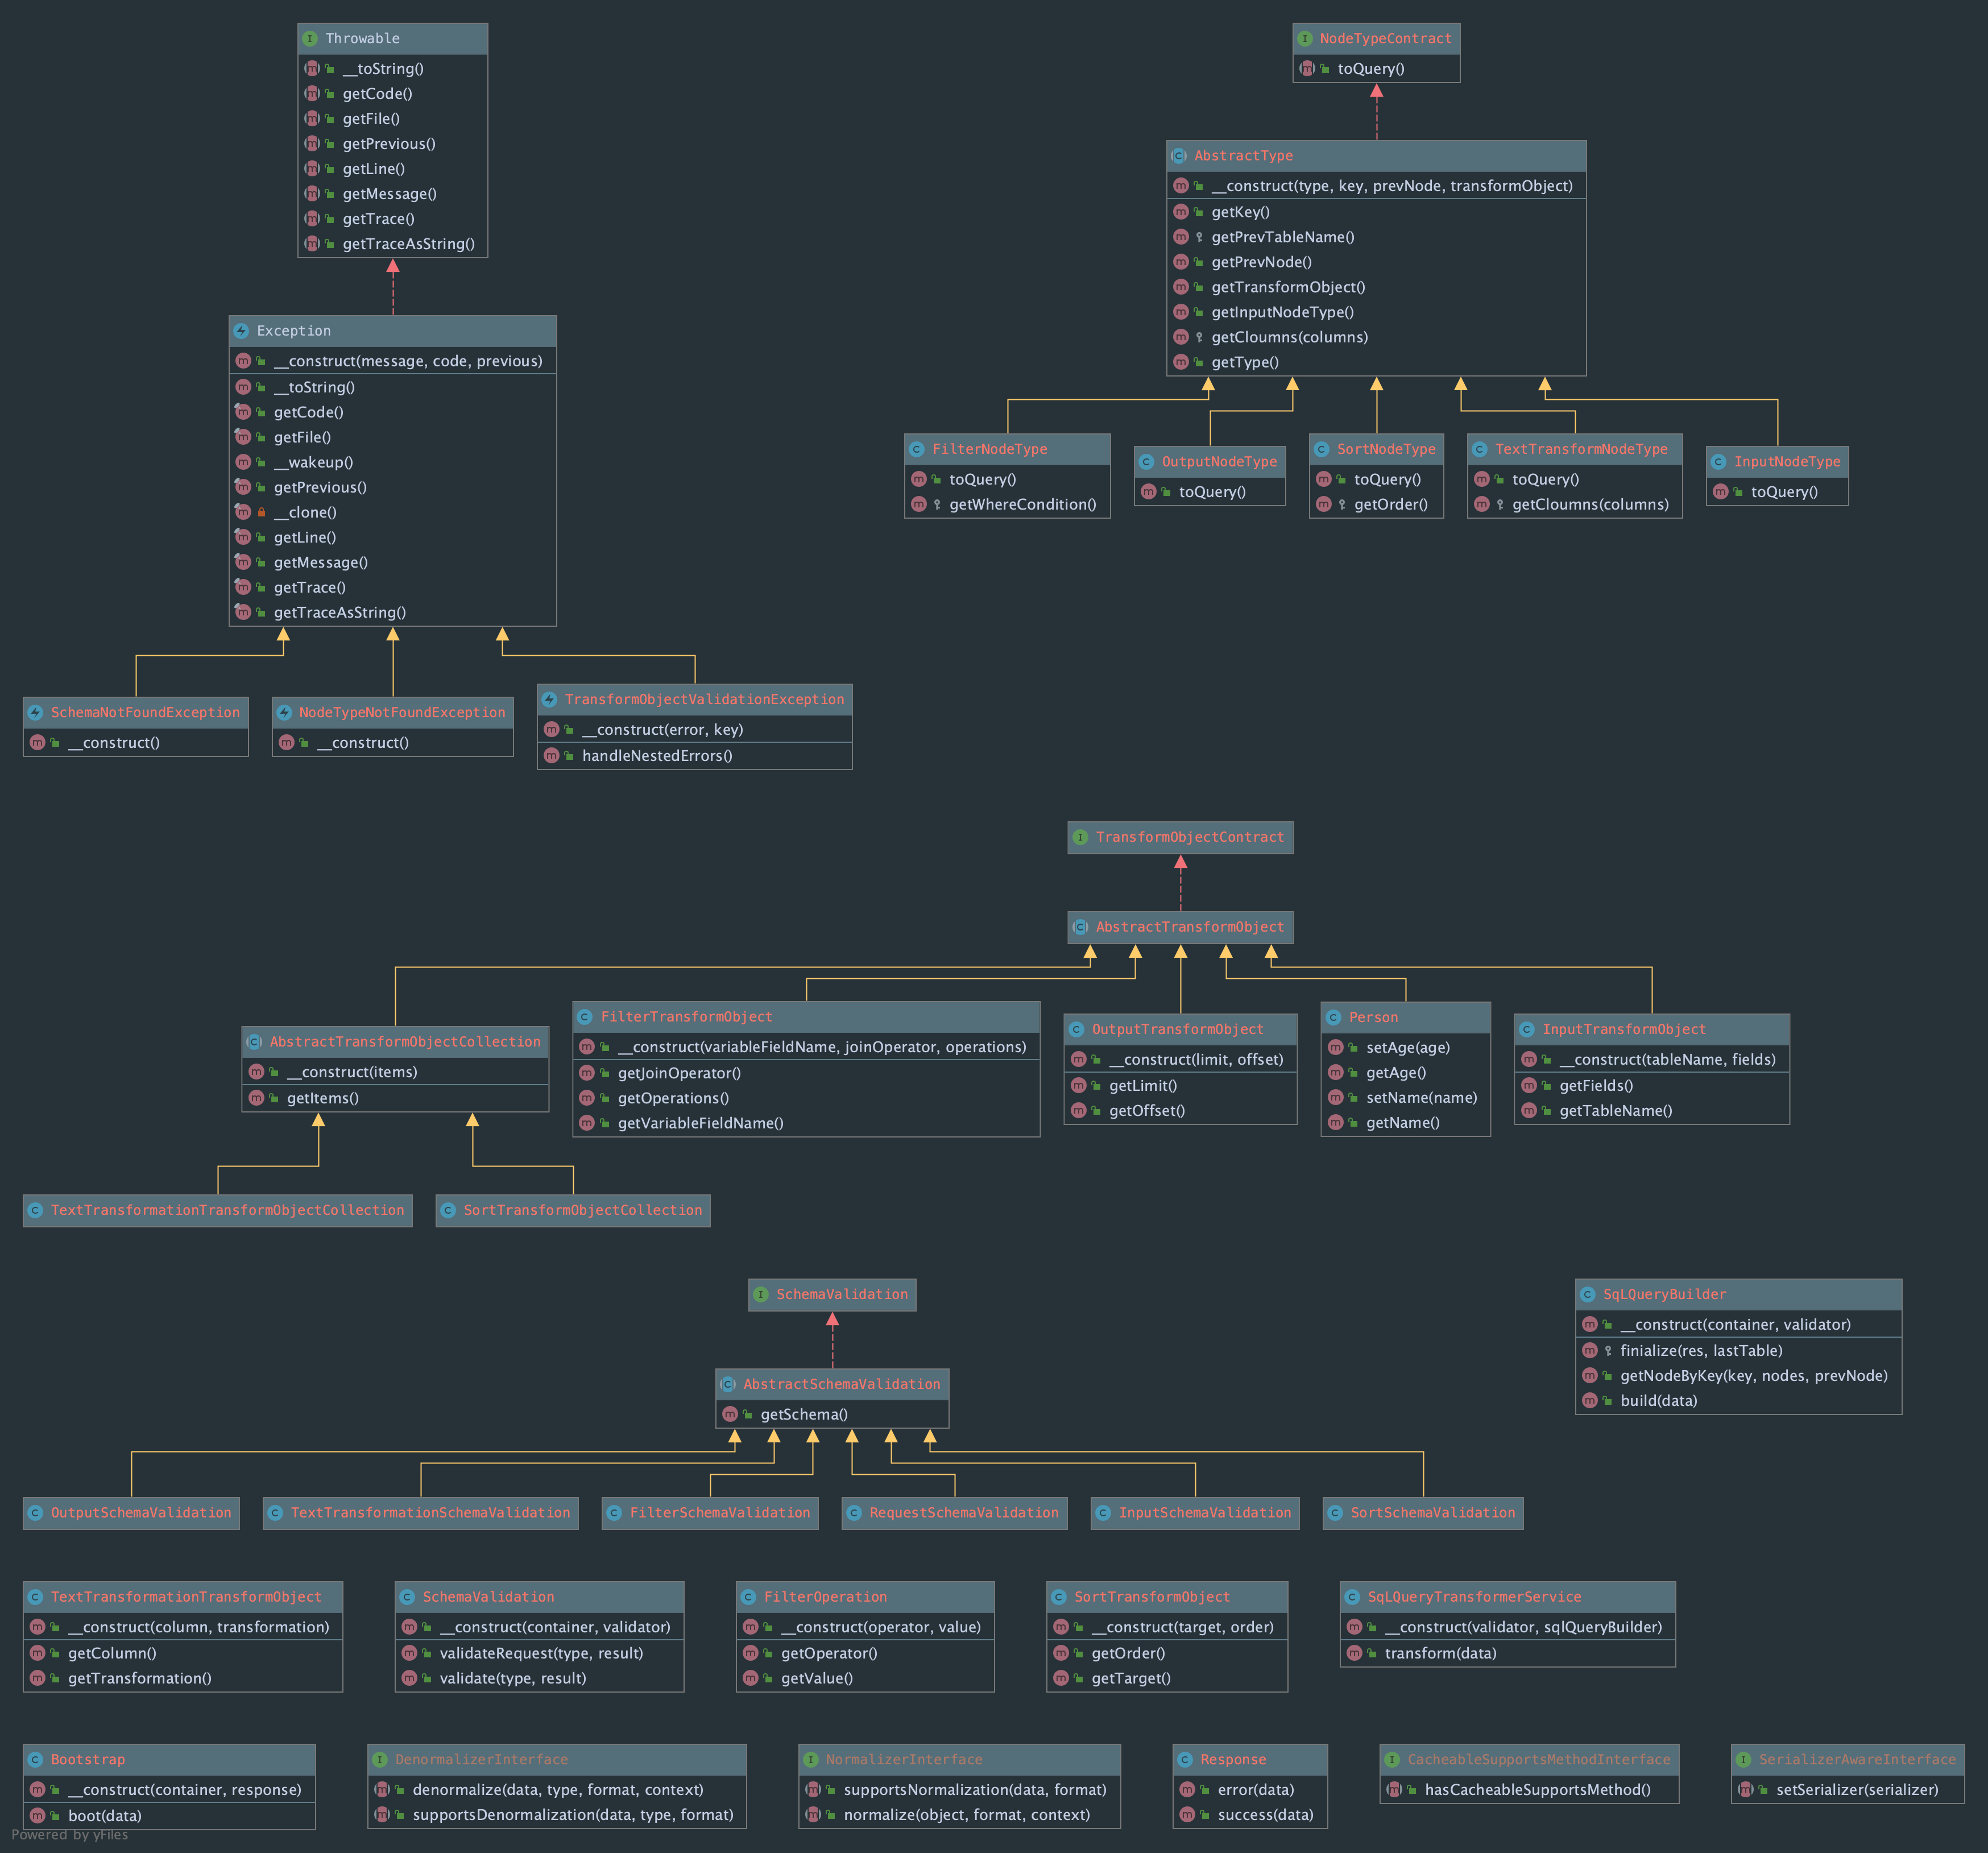 Throwable
__toString()
getCode()
getFile()
getPrevious()
getLine()
getMessage()
getTrace()
getTraceAsString()
NodeTypeContract
toQuery()
AbstractType
__construct(type, key, prevNode, transformObject)
getKey()
getPrevTableName()
getPrevNode()
getTransformObject()
getInputNodeType()
getCloumns(columns)
getType()
Exception
__construct(message, code, previous)
__toString()
getCode()
getFile()
__wakeup()
getPrevious()
__clone()
getLine()
getMessage()
getTrace()
getTraceAsString()
FilterNodeType
toQuery()
getWhereCondition()
OutputNodeType
toQuery()
SortNodeType
toQuery()
getOrder()
TextTransformNodeType
toQuery()
getCloumns(columns)
InputNodeType
toQuery()
SchemaNotFoundException
__construct()
NodeTypeNotFoundException
__construct()
TransformObjectValidationException
__construct(error, key)
handleNestedErrors()
TransformObjectContract
AbstractTransformObject
AbstractTransformObjectCollection
__construct(items)
getItems()
FilterTransformObject
__construct(variableFieldName, joinOperator, operations)
getJoinOperator()
getOperations()
getVariableFieldName()
OutputTransformObject
__construct(limit, offset)
getLimit()
getOffset()
Person
setAge(age)
getAge()
setName(name)
getName()
InputTransformObject
__construct(tableName, fields)
getFields()
getTableName()
TextTransformationTransformObjectCollection
SortTransformObjectCollection
SchemaValidation
AbstractSchemaValidation
getSchema()
SqLQueryBuilder
__construct(container, validator)
finialize(res, lastTable)
getNodeByKey(key, nodes, prevNode)
build(data)
OutputSchemaValidation
TextTransformationSchemaValidation
FilterSchemaValidation
RequestSchemaValidation
InputSchemaValidation
SortSchemaValidation
TextTransformationTransformObject
__construct(column, transformation)
getColumn()
getTransformation()
SchemaValidation
__construct(container, validator)
validateRequest(type, result)
validate(type, result)
FilterOperation
__construct(operator, value)
getOperator()
getValue()
SortTransformObject
__construct(target, order)
getOrder()
getTarget()
SqLQueryTransformerService
__construct(validator, sqlQueryBuilder)
transform(data)
Bootstrap
__construct(container, response)
boot(data)
DenormalizerInterface
denormalize(data, type, format, context)
supportsDenormalization(data, type, format)
NormalizerInterface
supportsNormalization(data, format)
normalize(object, format, context)
Response
error(data)
success(data)
CacheableSupportsMethodInterface
hasCacheableSupportsMethod()
SerializerAwareInterface
setSerializer(serializer)
Powered by yFiles